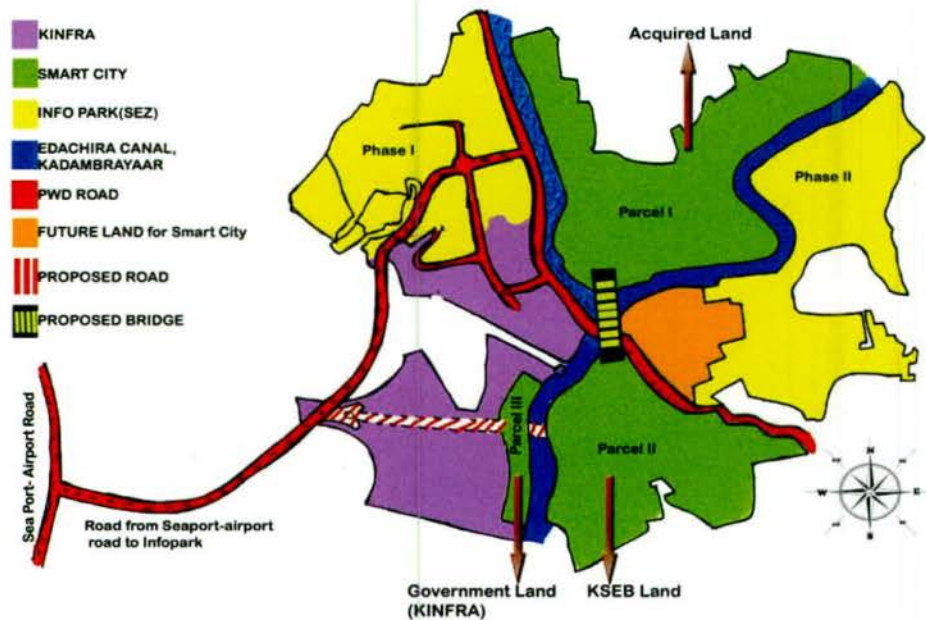 KINFRA
SMART CITY
INFO PARK(SEZ)
EDACHIRA CANAL,
KADAMBRAYAAR
PWD ROAD
FUTURE LAND for Smart City
PROPOSED ROAD
PROPOSED BRIDGE
Acquired Land
Phase I
Phase II
Parcel I
Parcel III
Parcel II
Sea Port- Airport Road
Road from Seaport-airport
road to Infopark
Government Land
(KINFRA)
KSEB Land
N
W
E
S